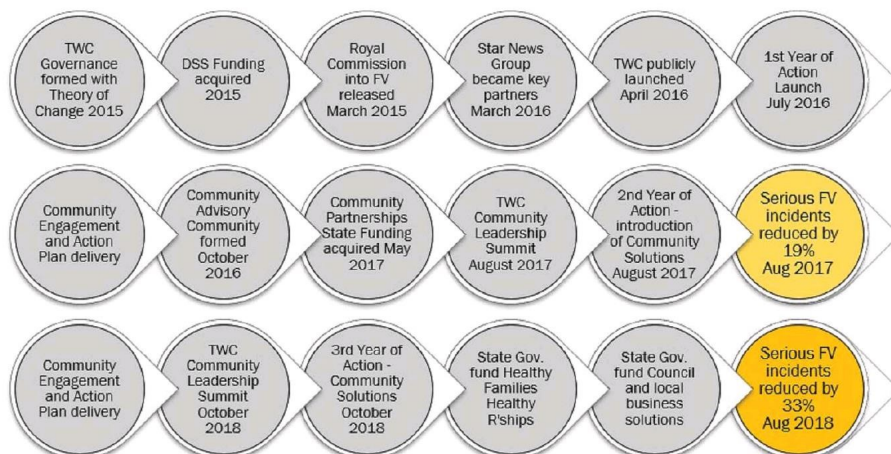 TWC
Governance
formed with
Theory of
Change 2015
DSS Funding
acquired
2015
Royal
Commission
into FV
released
March 2015
Star News
Group
became key
partners
March 2016
TWC publicly
launched
April 2016
1st Year of
Action
Launch
July 2016
Community
Engagement
and Action
Plan delivery
Community
Advisory
Community
formed
October
2016
Community
Partnerships
State Funding
acquired May
2017
TWC
Community
Leadership
Summit
August 2017
2nd Year of
Action -
introduction
of Community
Solutions
August 2017
Serious FV
incidents
reduced by
19%
Aug 2017
Community
Engagement
and Action
Plan delivery
TWC
Community
Leadership
Summit
October
2018
3rd Year of
Action -
Community
Solutions
October
2018
State Gov.
fund Healthy
Families
Healthy
R'ships
State Gov.
fund Council
and local
business
solutions
Serious FV
incidents
reduced by
33%
Aug 2018